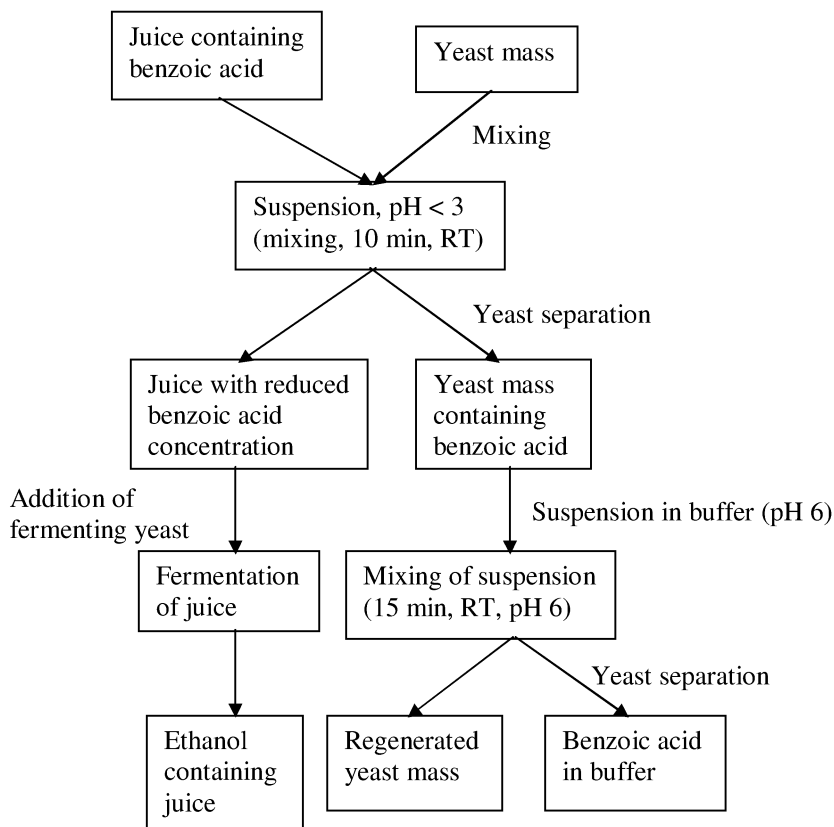 Juice containing
benzoic acid
Yeast mass
Mixing
Suspension, pH < 3
(mixing, 10 min, RT)
Yeast separation
Juice with reduced
benzoic acid
concentration
Yeast mass
containing
benzoic acid
Addition of
fermenting yeast
Suspension in buffer (pH 6)
Fermentation
of juice
Mixing of suspension
(15 min, RT, pH 6)
Yeast separation
Ethanol
containing
juice
Regenerated
yeast mass
Benzoic acid
in buffer